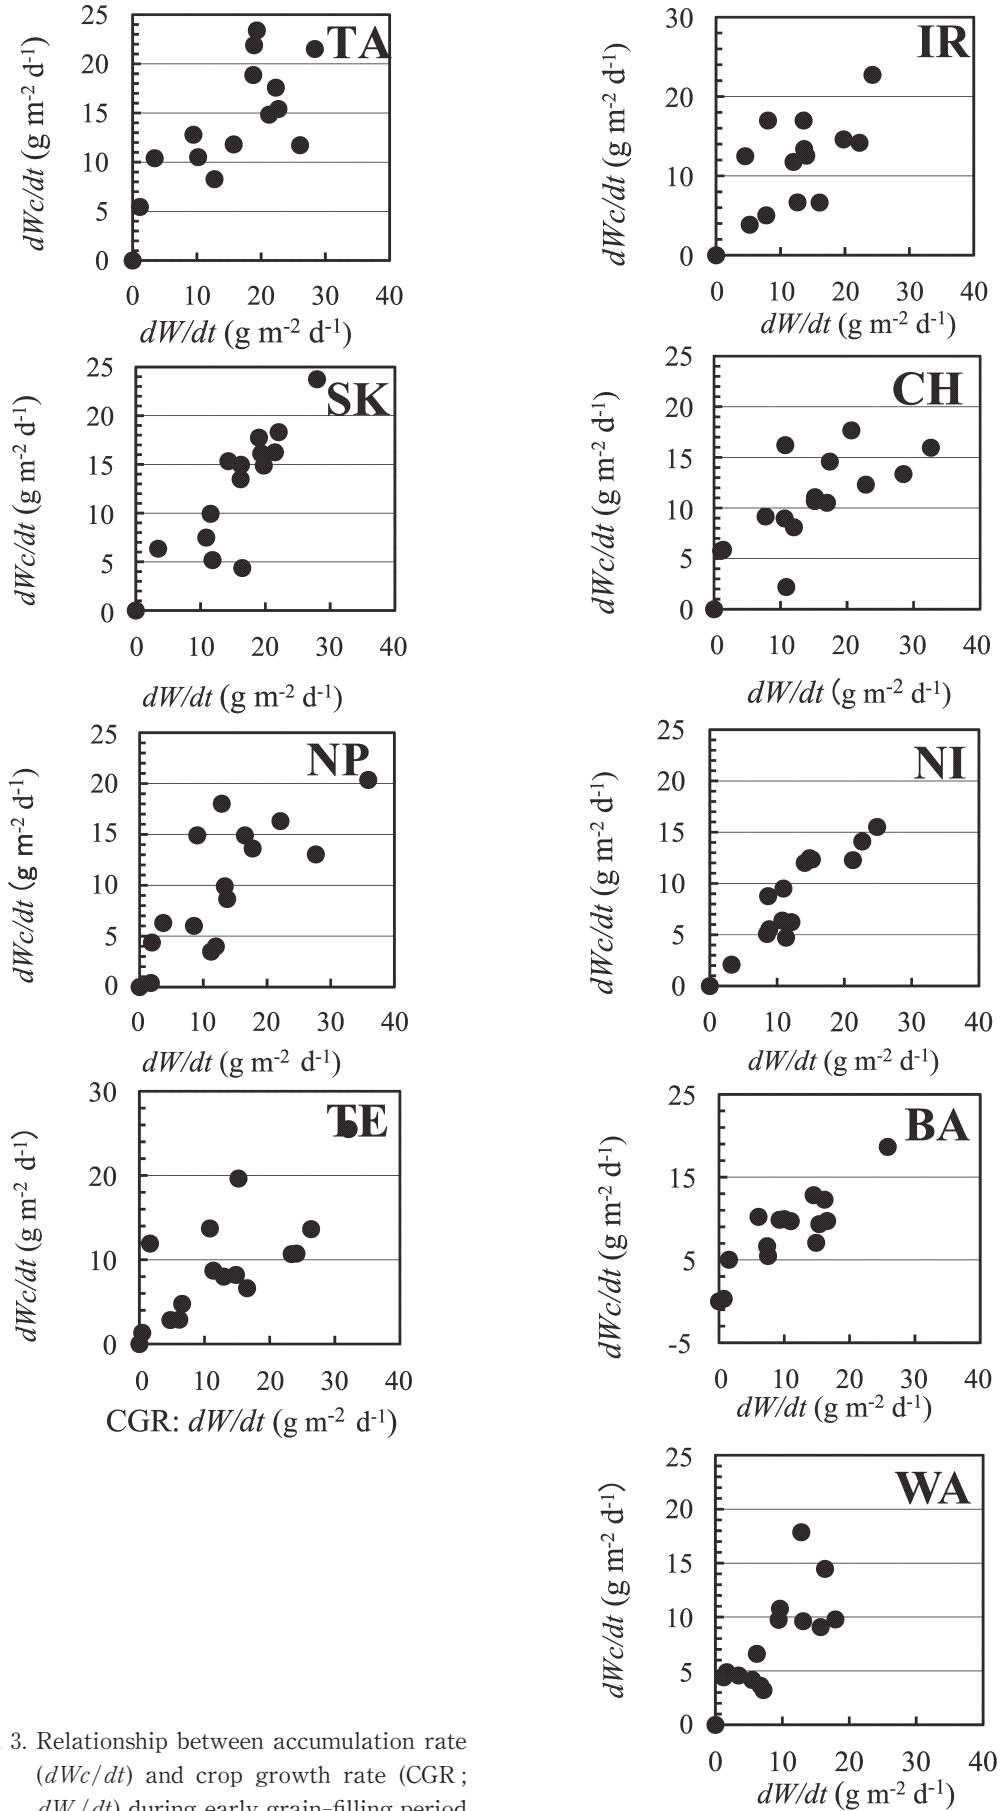 TA
25
20
15
10
5
0
0 10 20 30 40
dWc/dt (g m-2 d-1)
dW/dt (g m-2 d-1)
IR
30
20
10
0
0 10 20 30 40
dWc/dt (g m-2 d-1)
dW/dt (g m-2 d-1)
SK
25
20
15
10
5
0
0 10 20 30 40
dWc/dt (g m-2 d-1)
dW/dt (g m-2 d-1)
CH
25
20
15
10
5
0
0 10 20 30 40
dWc/dt (g m-2 d-1)
dW/dt (g m-2 d-1)
NP
25
20
15
10
5
0
0 10 20 30 40
dWc/dt (g m-2 d-1)
dW/dt (g m-2 d-1)
NI
25
20
15
10
5
0
0 10 20 30 40
dWc/dt (g m-2 d-1)
dW/dt (g m-2 d-1)
TE
30
20
10
0
0 10 20 30 40
dWc/dt (g m-2 d-1)
CGR: dW/dt (g m-2 d-1)
BA
25
15
5
-5
0 10 20 30 40
dWc/dt (g m-2 d-1)
dW/dt (g m-2 d-1)
WA
25
20
15
10
5
0
0 10 20 30 40
dWc/dt (g m-2 d-1)
dW/dt (g m-2 d-1)
. 3. Relationship between accumulation rate
(dWc/dt) and crop growth rate (CGR ;
dW/dt) during early grain-filling period